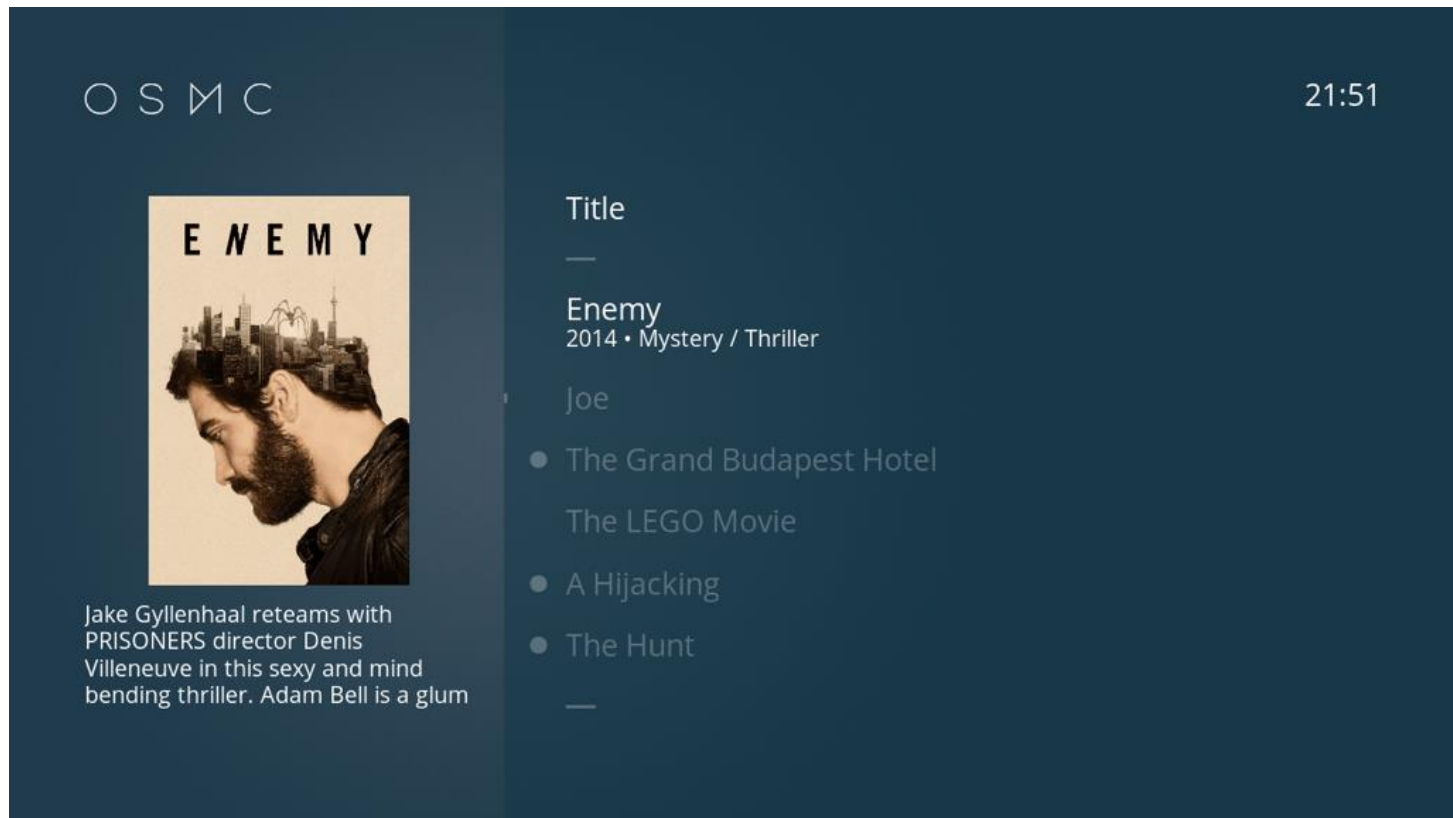 OSMC
21:51
ENEMY
Jake Gyllenhaal reteams with
PRISONERS director Denis
Villeneuve in this sexy and mind
bending thriller. Adam Bell is a glum
Title
Enemy
2014 • Mystery / Thriller
Joe
The Grand Budapest Hotel
The LEGO Movie
A Hijacking
The Hunt